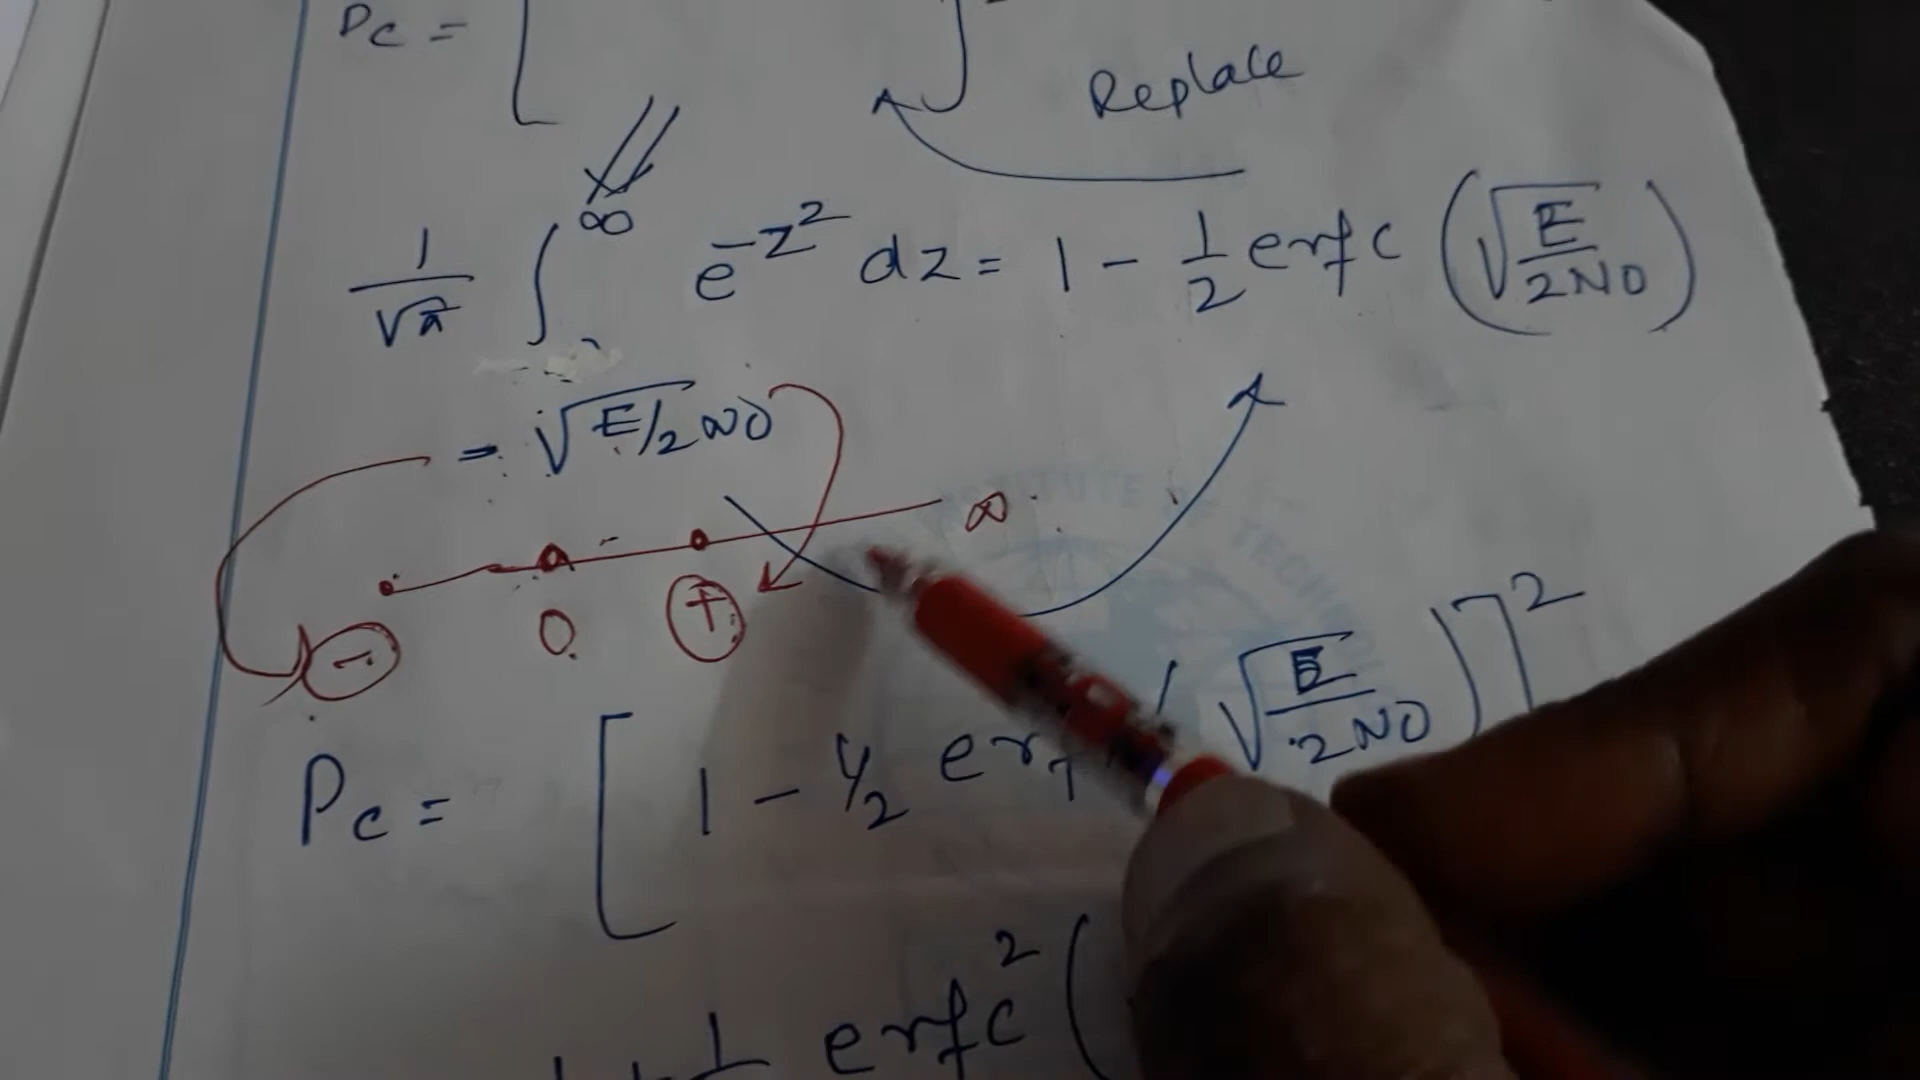 Pc = [ ]
Replace
1/√π ∫ ∞ e^-z² dz = 1 - 1/2 erfc (√E/2N0)
- √E/2N0
∞
- 0 +
Pc = [ 1 - 1/2 er ( √E/2N0 ) ]²
1 erfc² (